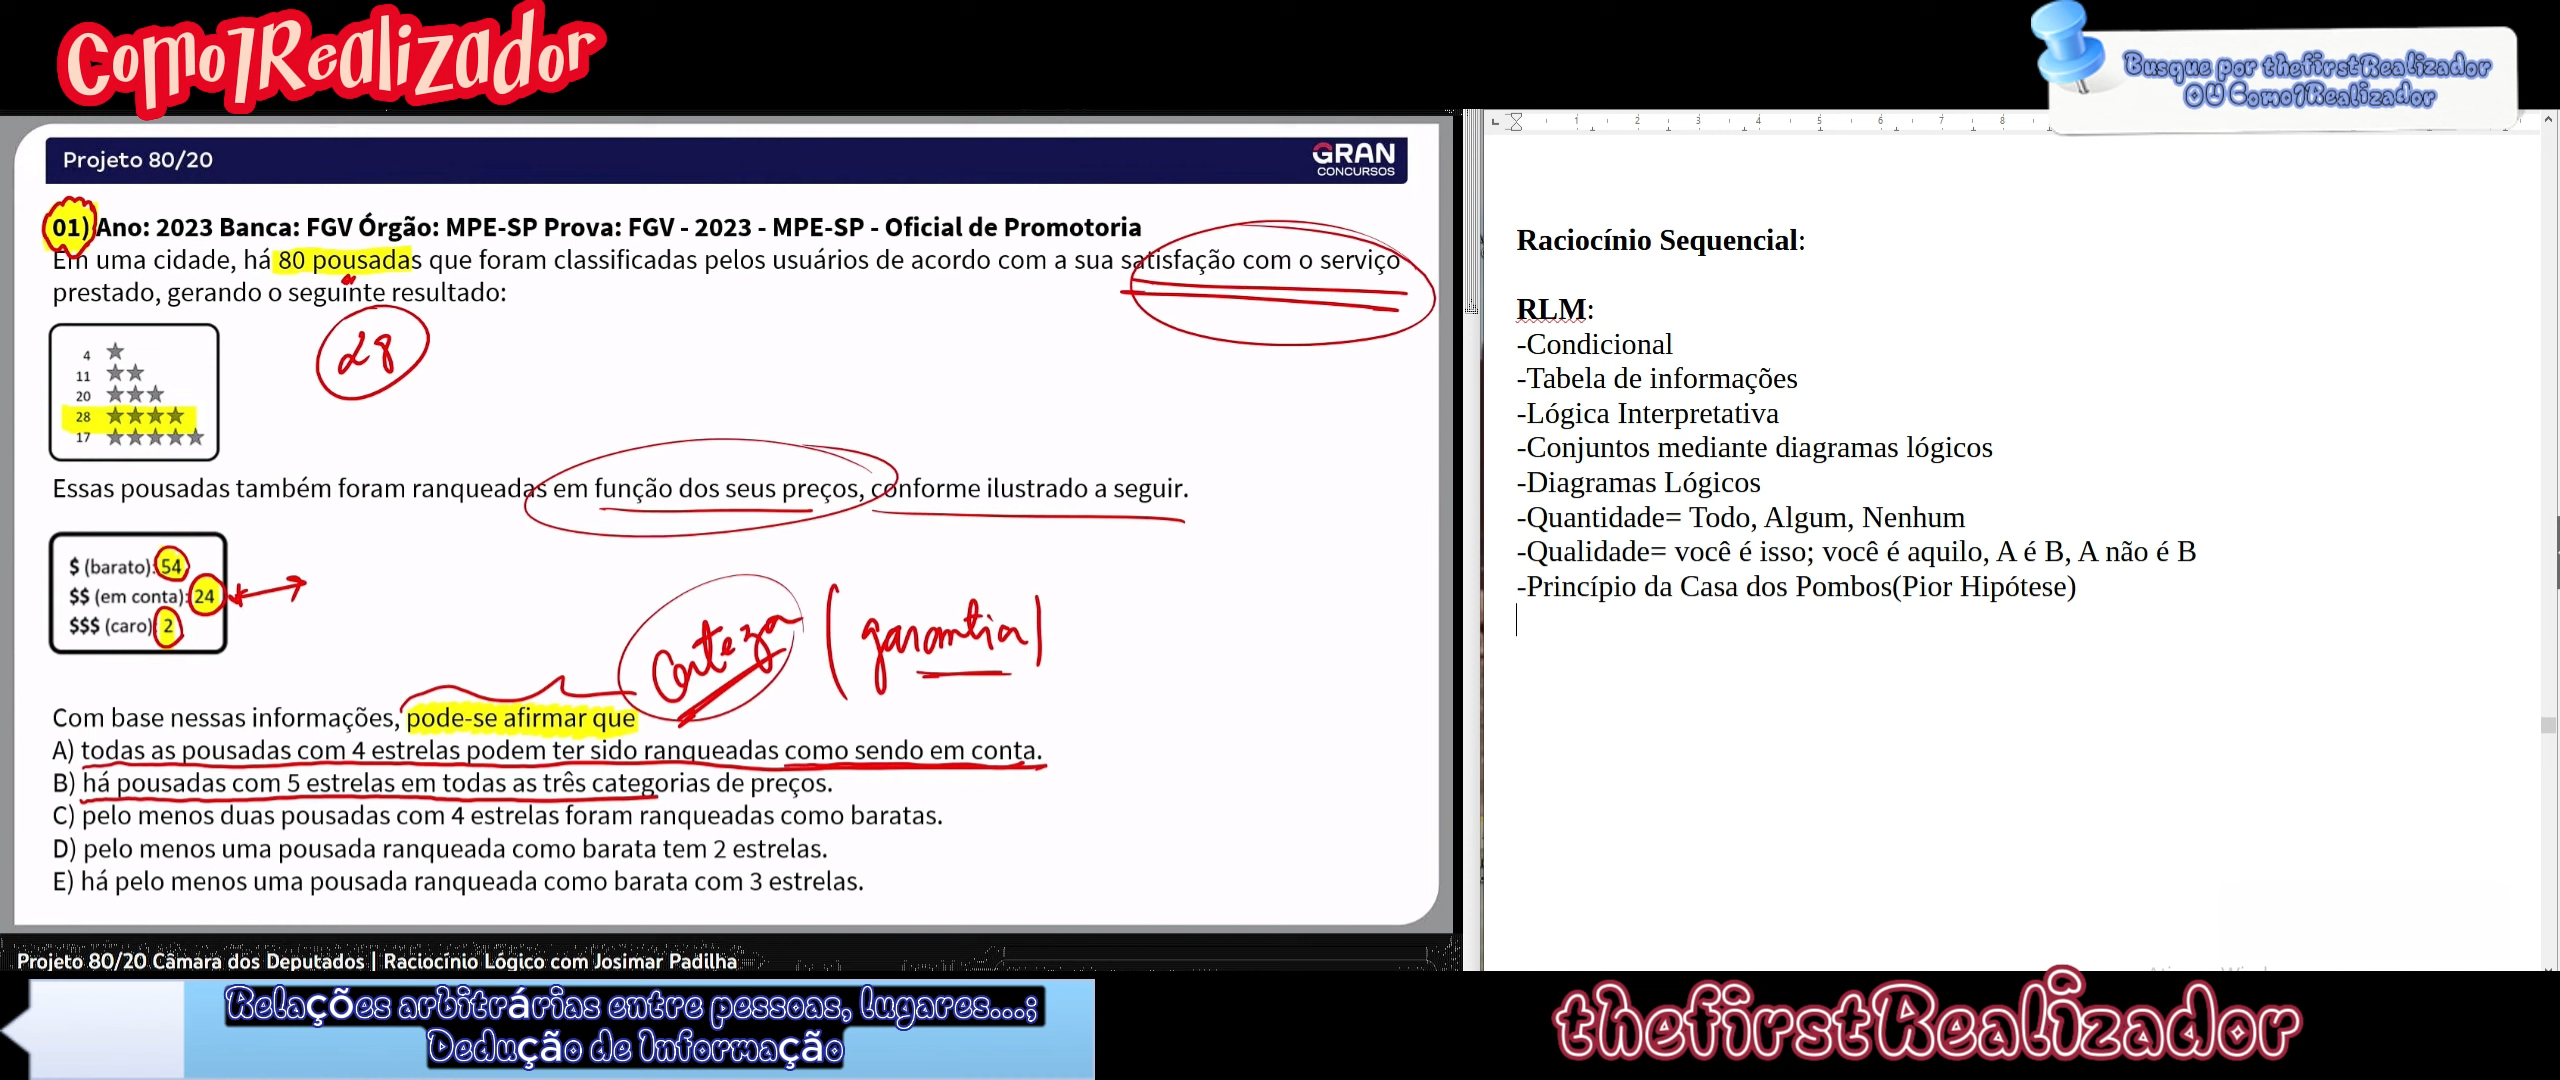 Como1Realizador
Busque por thefirstRealizador
OU Como1Realizador
Projeto 80/20
GRAN
CONCURSOS
01) Ano: 2023 Banca: FGV Órgão: MPE-SP Prova: FGV - 2023 - MPE-SP - Oficial de Promotoria
Em uma cidade, há 80 pousadas que foram classificadas pelos usuários de acordo com a sua satisfação com o serviço
prestado, gerando o seguinte resultado:
28
4 ★
11 ★★
20 ★★★
28 ★★★★
17 ★★★★★
Essas pousadas também foram ranqueadas em função dos seus preços, conforme ilustrado a seguir.
$ (barato): 54
$$ (em conta): 24
$$$ (caro): 2
Certeza (garantia)
Com base nessas informações, pode-se afirmar que
A) todas as pousadas com 4 estrelas podem ter sido ranqueadas como sendo em conta.
B) há pousadas com 5 estrelas em todas as três categorias de preços.
C) pelo menos duas pousadas com 4 estrelas foram ranqueadas como baratas.
D) pelo menos uma pousada ranqueada como barata tem 2 estrelas.
E) há pelo menos uma pousada ranqueada como barata com 3 estrelas.
Projeto 80/20 Câmara dos Deputados | Raciocínio Lógico com Josimar Padilha
1 2 3 4 5 6 7 8
Raciocínio Sequencial:
RLM:
-Condicional
-Tabela de informações
-Lógica Interpretativa
-Conjuntos mediante diagramas lógicos
-Diagramas Lógicos
-Quantidade= Todo, Algum, Nenhum
-Qualidade= você é isso; você é aquilo, A é B, A não é B
-Princípio da Casa dos Pombos(Pior Hipótese)
Relações arbitrárias entre pessoas, lugares...;
Dedução de Informação
thefirstRealizador